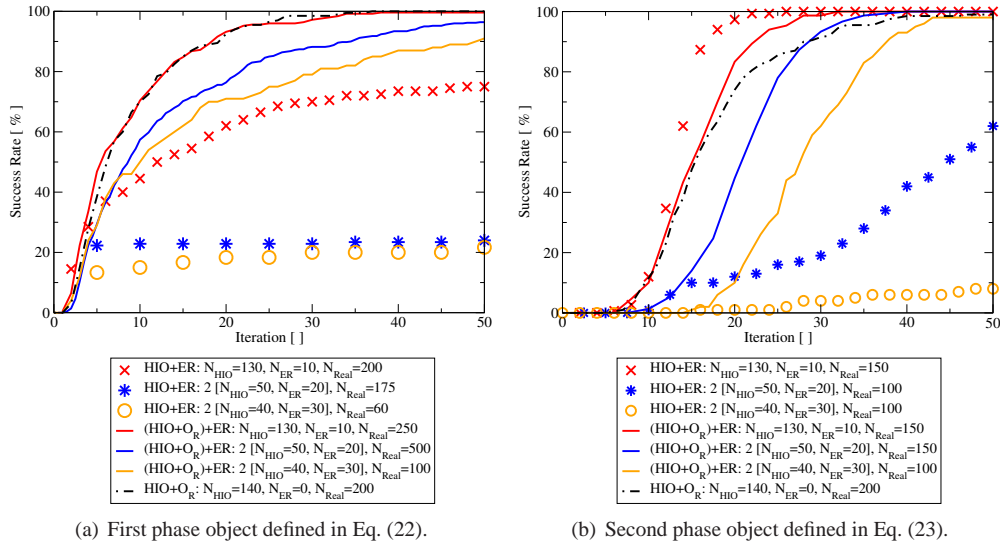 100
80
60
40
20
0
Success Rate [ % ]
0 10 20 30 40 50
Iteration [ ]
HIO+ER: N_HIO=130, N_ER=10, N_Real=200
HIO+ER: 2 [N_HIO=50, N_ER=20], N_Real=175
HIO+ER: 2 [N_HIO=40, N_ER=30], N_Real=60
(HIO+O_R)+ER: N_HIO=130, N_ER=10, N_Real=250
(HIO+O_R)+ER: 2 [N_HIO=50, N_ER=20], N_Real=500
(HIO+O_R)+ER: 2 [N_HIO=40, N_ER=30], N_Real=100
HIO+O_R: N_HIO=140, N_ER=0, N_Real=200
(a) First phase object defined in Eq. (22).
100
80
60
40
20
0
Success Rate [ % ]
0 10 20 30 40 50
Iteration [ ]
HIO+ER: N_HIO=130, N_ER=10, N_Real=150
HIO+ER: 2 [N_HIO=50, N_ER=20], N_Real=100
HIO+ER: 2 [N_HIO=40, N_ER=30], N_Real=100
(HIO+O_R)+ER: N_HIO=130, N_ER=10, N_Real=150
(HIO+O_R)+ER: 2 [N_HIO=50, N_ER=20], N_Real=150
(HIO+O_R)+ER: 2 [N_HIO=40, N_ER=30], N_Real=100
HIO+O_R: N_HIO=140, N_ER=0, N_Real=200
(b) Second phase object defined in Eq. (23).